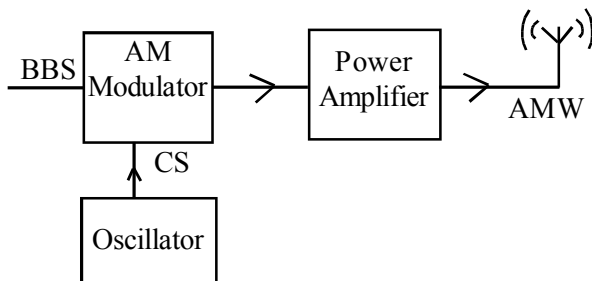 BBS
AM
Modulator
Power
Amplifier
AMW
CS
Oscillator